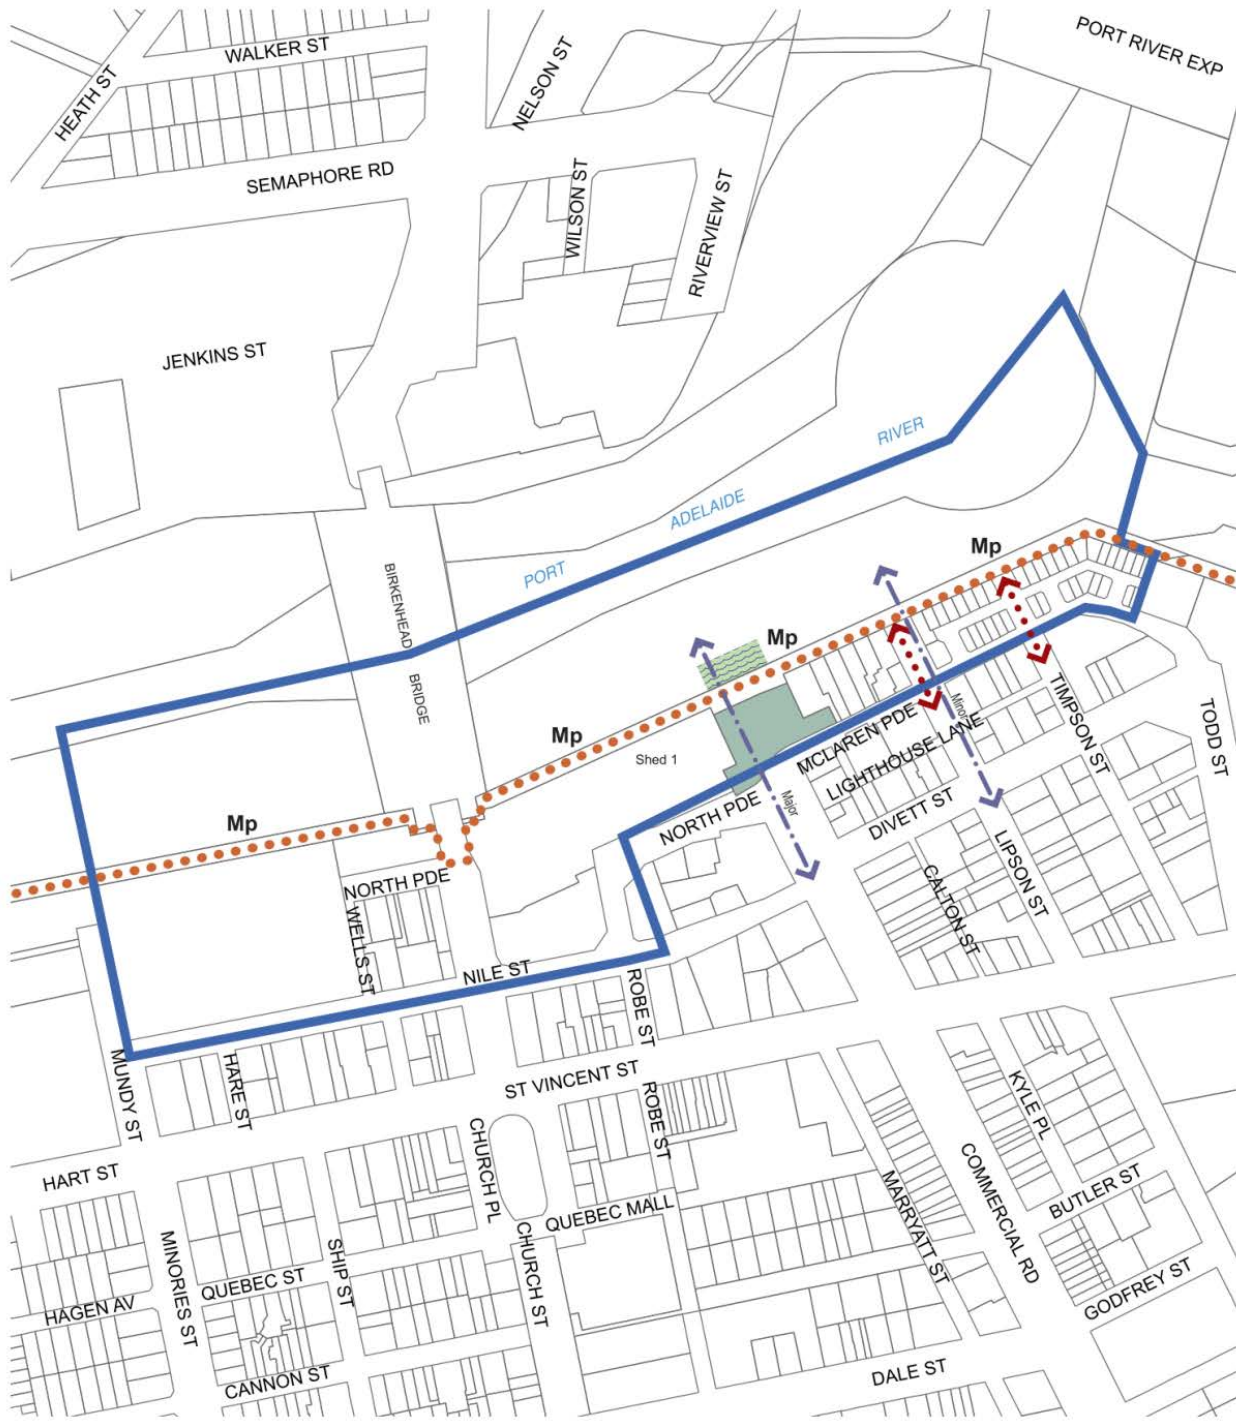 PORT RIVER EXP
WALKER ST
NELSON ST
HEATH ST
SEMAPHORE RD
WILSON ST
RIVERVIEW ST
JENKINS ST
RIVER
ADELAIDE
PORT
Mp
BIRKENHEAD
BRIDGE
Mp
Mp
Shed 1
Mp
MCLAREN PDE
LIGHTHOUSE LANE
Minor
TIMPSON ST
TODD ST
NORTH PDE
Major
DIVETT ST
NORTH PDE
WELLS ST
CALTON ST
LIPSON ST
NILE ST
ROBE ST
MUNDY ST
HARE ST
ST VINCENT ST
ROBE ST
KYLE PL
HART ST
CHURCH PL
COMMERCIAL RD
BUTLER ST
MARRYATT ST
QUEBEC MALL
MINORIES ST
SHIP ST
CHURCH ST
QUEBEC ST
HAGEN AV
GODFREY ST
CANNON ST
DALE ST